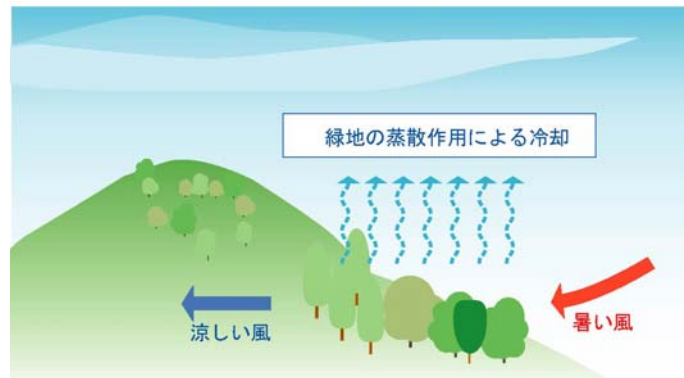 緑地の蒸散作用による冷却
涼しい風
暑い風